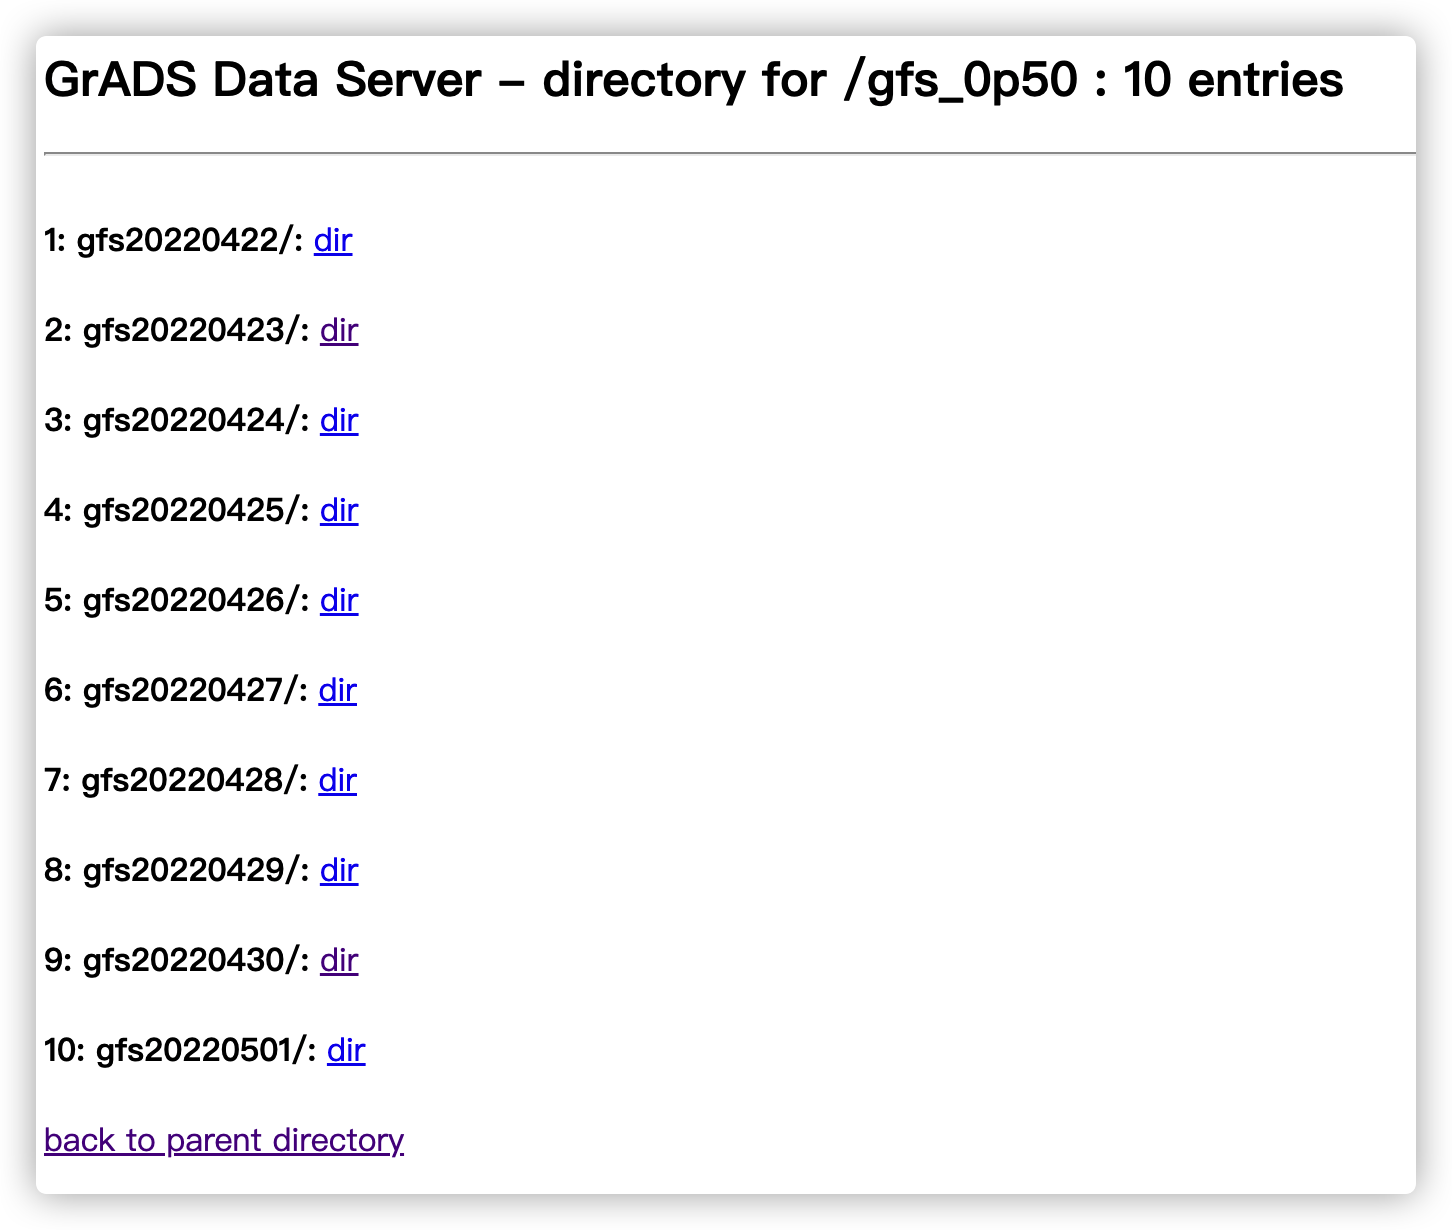 GrADS Data Server – directory for /gfs_0p50 : 10 entries
1: gfs20220422/: dir
2: gfs20220423/: dir
3: gfs20220424/: dir
4: gfs20220425/: dir
5: gfs20220426/: dir
6: gfs20220427/: dir
7: gfs20220428/: dir
8: gfs20220429/: dir
9: gfs20220430/: dir
10: gfs20220501/: dir
back to parent directory